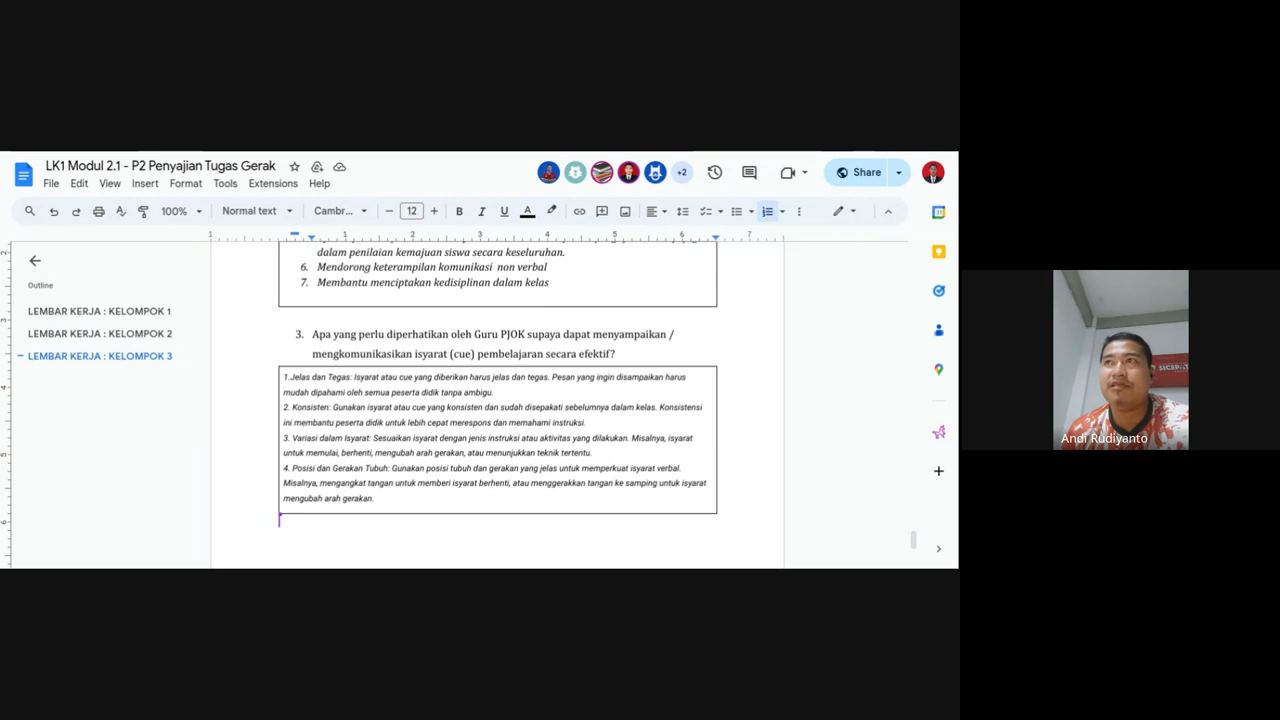 LK1 Modul 2.1 - P2 Penyajian Tugas Gerak
File Edit View Insert Format Tools Extensions Help
+2
Share
100% Normal text Cambr... 12 B I U A
1 1 2 3 4 5 6 7
Outline
LEMBAR KERJA : KELOMPOK 1
LEMBAR KERJA : KELOMPOK 2
LEMBAR KERJA : KELOMPOK 3
dalam penilaian kemajuan siswa secara keseluruhan.
6. Mendorong keterampilan komunikasi non verbal
7. Membantu menciptakan kedisiplinan dalam kelas
3. Apa yang perlu diperhatikan oleh Guru PJOK supaya dapat menyampaikan /
mengkomunikasikan isyarat (cue) pembelajaran secara efektif?
1.Jelas dan Tegas: Isyarat atau cue yang diberikan harus jelas dan tegas. Pesan yang ingin disampaikan harus
mudah dipahami oleh semua peserta didik tanpa ambigu.
2. Konsisten: Gunakan isyarat atau cue yang konsisten dan sudah disepakati sebelumnya dalam kelas. Konsistensi
ini membantu peserta didik untuk lebih cepat merespons dan memahami instruksi.
3. Variasi dalam Isyarat: Sesuaikan isyarat dengan jenis instruksi atau aktivitas yang dilakukan. Misalnya, isyarat
untuk memulai, berhenti, mengubah arah gerakan, atau menunjukkan teknik tertentu.
4. Posisi dan Gerakan Tubuh: Gunakan posisi tubuh dan gerakan yang jelas untuk memperkuat isyarat verbal.
Misalnya, mengangkat tangan untuk memberi isyarat berhenti, atau menggerakkan tangan ke samping untuk isyarat
mengubah arah gerakan.
Andi Rudiyanto